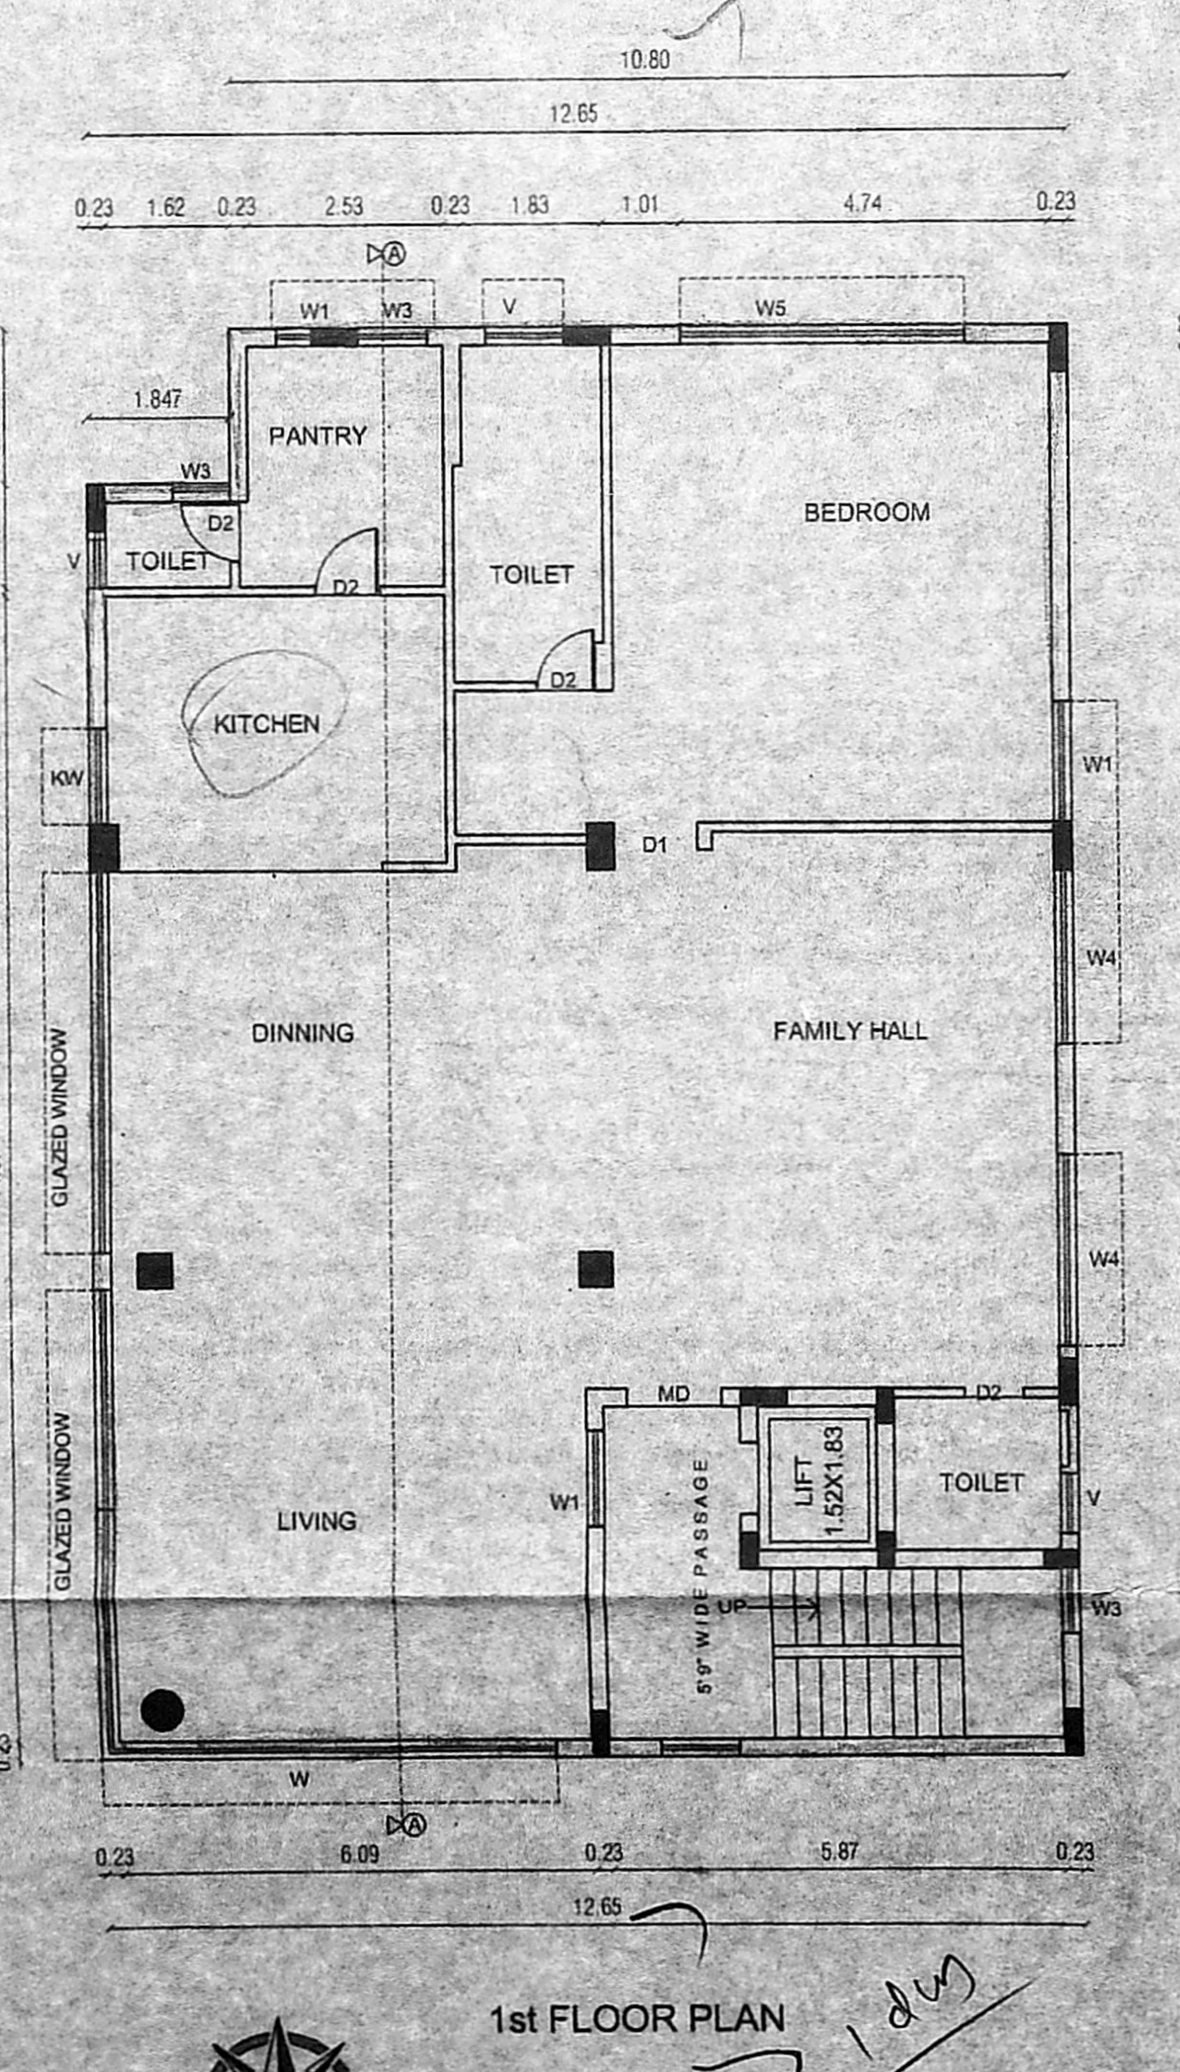 10.80
12.65
0.23 1.62 0.23 2.53 0.23 1.83 1.01 4.74 0.23
A
W1 W3 V W5
1.847
PANTRY
W3
BEDROOM
D2
V TOILET
TOILET
D2
D2
KITCHEN
KW
W1
D1
W4
DINNING
FAMILY HALL
GLAZED WINDOW
W4
MD
D2
LIFT
1.52X1.83
TOILET
V
W1
GLAZED WINDOW
LIVING
5'9" WIDE PASSAGE
UP
W3
W
A
0.23 6.09 0.23 5.87 0.23
12.65
1st FLOOR PLAN